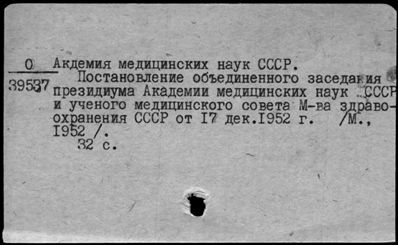 О Акдемия медицинских наук СССР.
Постановление объединенного заседания
39537 президиума Академии медицинских наук СССР
и ученого медицинского совета М-ва здраво-
охранения СССР от 17 дек.1952 г. /М.,
1952 /.
32 с.